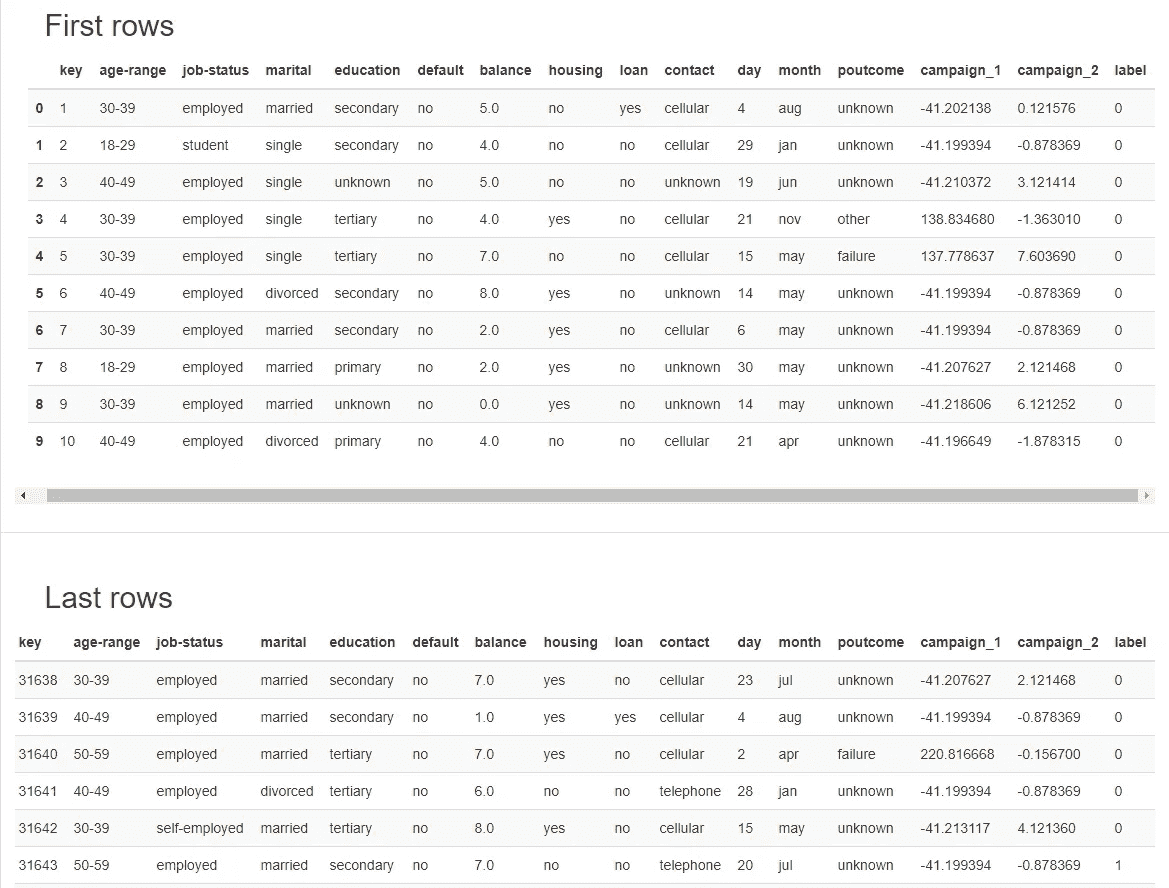 First rows
key age-range job-status marital education default balance housing loan contact day month poutcome campaign_1 campaign_2 label
0 1 30-39 employed married secondary no 5.0 no yes cellular 4 aug unknown -41.202138 0.121576 0
1 2 18-29 student single secondary no 4.0 no no cellular 29 jan unknown -41.199394 -0.878369 0
2 3 40-49 employed single unknown no 5.0 no no unknown 19 jun unknown -41.210372 3.121414 0
3 4 30-39 employed single tertiary no 4.0 yes no cellular 21 nov other 138.834680 -1.363010 0
4 5 30-39 employed single tertiary no 7.0 no no cellular 15 may failure 137.778637 7.603690 0
5 6 40-49 employed divorced secondary no 8.0 yes no unknown 14 may unknown -41.199394 -0.878369 0
6 7 30-39 employed married secondary no 2.0 yes no cellular 6 may unknown -41.199394 -0.878369 0
7 8 18-29 employed married primary no 2.0 yes no unknown 30 may unknown -41.207627 2.121468 0
8 9 30-39 employed married unknown no 0.0 yes no unknown 14 may unknown -41.218606 6.121252 0
9 10 40-49 employed divorced primary no 4.0 no no cellular 21 apr unknown -41.196649 -1.878315 0
Last rows
key age-range job-status marital education default balance housing loan contact day month poutcome campaign_1 campaign_2 label
31638 30-39 employed married secondary no 7.0 yes no cellular 23 jul unknown -41.207627 2.121468 0
31639 40-49 employed married secondary no 1.0 yes yes cellular 4 aug unknown -41.199394 -0.878369 0
31640 50-59 employed married tertiary no 7.0 yes no cellular 2 apr failure 220.816668 -0.156700 0
31641 40-49 employed divorced tertiary no 6.0 no no telephone 28 jan unknown -41.199394 -0.878369 0
31642 30-39 self-employed married tertiary no 8.0 yes no cellular 15 may unknown -41.213117 4.121360 0
31643 50-59 employed married secondary no 7.0 no no telephone 20 jul unknown -41.199394 -0.878369 1